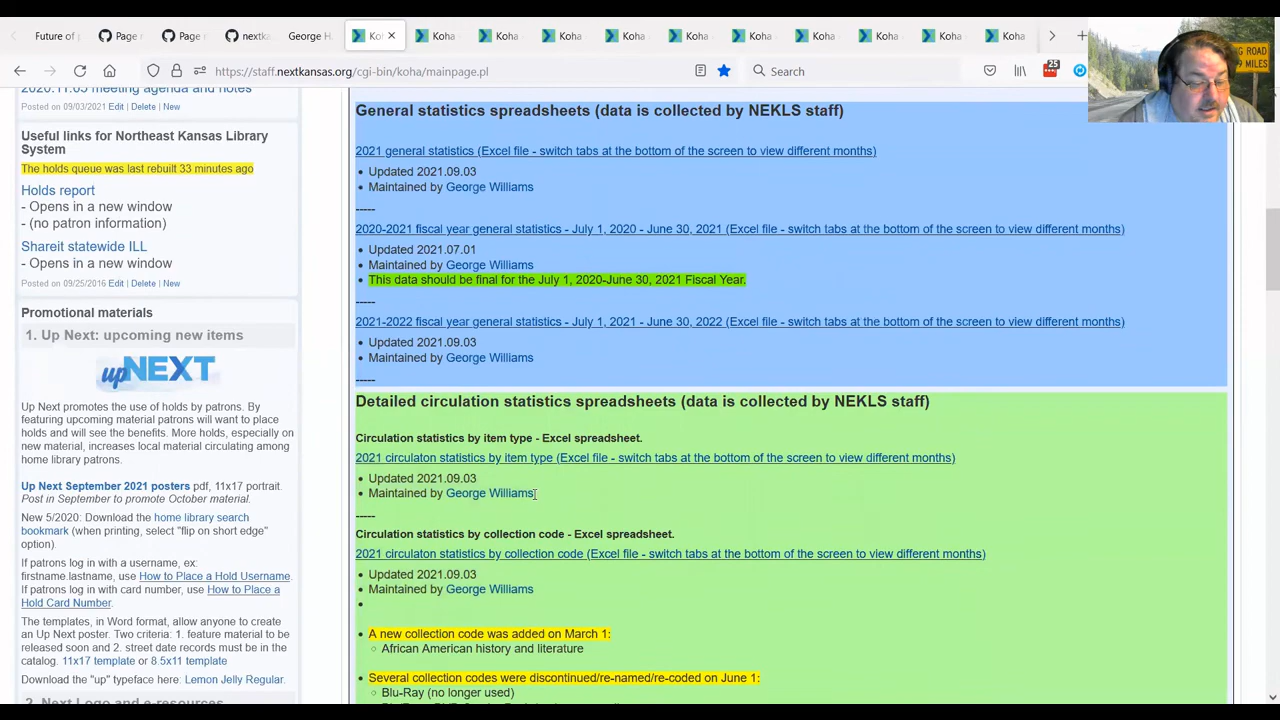 Future of
Page r
Page r
nextka
George H.
Koh
Koha
Koha
Koha
Koha
Koha
Koha
Koha
Koha
Koha
Koha
https://staff.nextkansas.org/cgi-bin/koha/mainpage.pl
Search
25
ROAD
9 MILES
2020.11.05 meeting agenda and notes
Posted on 09/03/2021 Edit | Delete | New
Useful links for Northeast Kansas Library
System
The holds queue was last rebuilt 33 minutes ago
Holds report
- Opens in a new window
- (no patron information)
Shareit statewide ILL
- Opens in a new window
Posted on 09/25/2016 Edit | Delete | New
Promotional materials
1. Up Next: upcoming new items
upNEXT
Up Next promotes the use of holds by patrons. By
featuring upcoming material patrons will want to place
holds and will see the benefits. More holds, especially on
new material, increases local material circulating among
home library patrons.
Up Next September 2021 posters pdf, 11x17 portrait.
Post in September to promote October material.
New 5/2020: Download the home library search
bookmark (when printing, select "flip on short edge"
option).
If patrons log in with a username, ex:
firstname.lastname, use How to Place a Hold Username.
If patrons log in with card number, use How to Place a
Hold Card Number.
The templates, in Word format, allow anyone to create
an Up Next poster. Two criteria: 1. feature material to be
released soon and 2. street date records must be in the
catalog. 11x17 template or 8 5x11 template
Download the "up" typeface here: Lemon Jelly Regular.
2. Next Logo and e-resources
General statistics spreadsheets (data is collected by NEKLS staff)
2021 general statistics (Excel file - switch tabs at the bottom of the screen to view different months)
• Updated 2021.09.03
• Maintained by George Williams
-----
2020-2021 fiscal year general statistics - July 1, 2020 - June 30, 2021 (Excel file - switch tabs at the bottom of the screen to view different months)
• Updated 2021.07.01
• Maintained by George Williams
• This data should be final for the July 1, 2020-June 30, 2021 Fiscal Year.
-----
2021-2022 fiscal year general statistics - July 1, 2021 - June 30, 2022 (Excel file - switch tabs at the bottom of the screen to view different months)
• Updated 2021.09.03
• Maintained by George Williams
-----
Detailed circulation statistics spreadsheets (data is collected by NEKLS staff)
Circulation statistics by item type - Excel spreadsheet.
2021 circulaton statistics by item type (Excel file - switch tabs at the bottom of the screen to view different months)
• Updated 2021.09.03
• Maintained by George Williams
-----
Circulation statistics by collection code - Excel spreadsheet.
2021 circulaton statistics by collection code (Excel file - switch tabs at the bottom of the screen to view different months)
• Updated 2021.09.03
• Maintained by George Williams
•
• A new collection code was added on March 1:
○ African American history and literature
• Several collection codes were discontinued/re-named/re-coded on June 1:
○ Blu-Ray (no longer used)